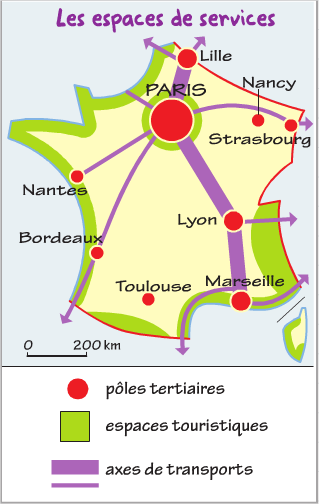 Les espaces de services
Lille
Nancy
PARIS
Strasbourg
Nantes
Lyon
Bordeaux
Marseille
Toulouse
0 200 km
pôles tertiaires
espaces touristiques
axes de transports